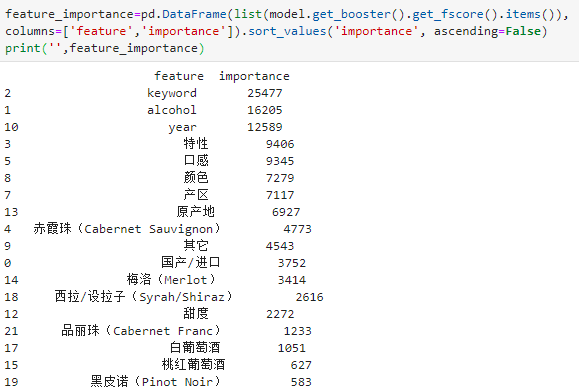 feature_importance=pd.DataFrame(list(model.get_booster().get_fscore().items()),
columns=['feature','importance']).sort_values('importance', ascending=False)
print('',feature_importance)
feature importance
2 keyword 25477
1 alcohol 16205
10 year 12589
3 特性 9406
5 口感 9345
8 颜色 7279
7 产区 7117
13 原产地 6927
4 赤霞珠（Cabernet Sauvignon） 4773
9 其它 4543
0 国产/进口 3752
14 梅洛（Merlot） 3414
18 西拉/设拉子（Syrah/Shiraz） 2616
12 甜度 2272
21 品丽珠（Cabernet Franc） 1233
17 白葡萄酒 1051
15 桃红葡萄酒 627
19 黑皮诺（Pinot Noir） 583